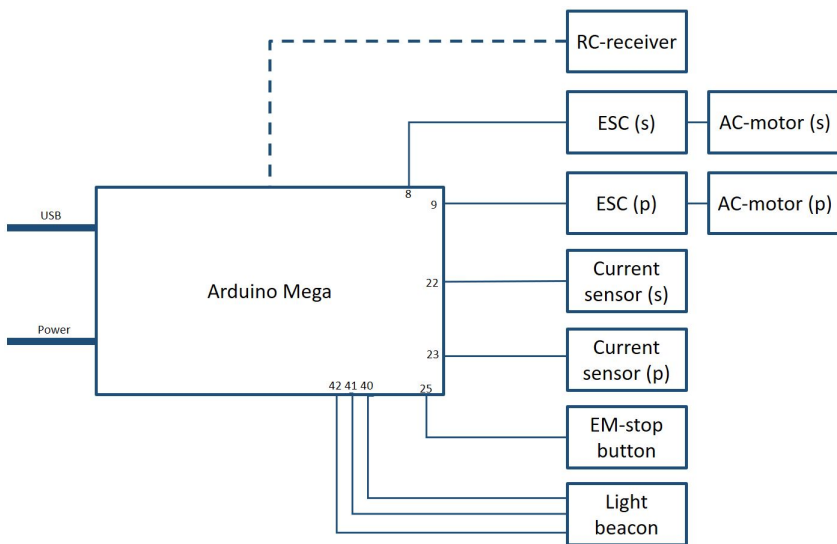 RC-receiver
ESC (s)
AC-motor (s)
8
ESC (p)
AC-motor (p)
9
USB
Current
sensor (s)
22
Arduino Mega
Power
Current
sensor (p)
23
42 41 40
25
EM-stop
button
Light
beacon